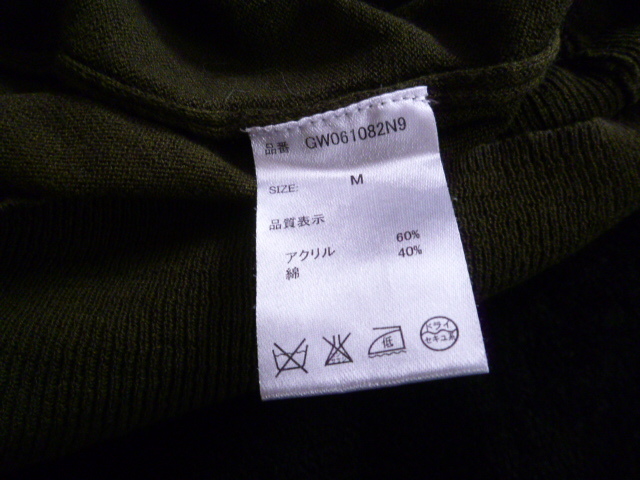 品番 GW061082N9
SIZE: M
品質表示
アクリル 60%
綿 40%
低
ドライ
セキユ系